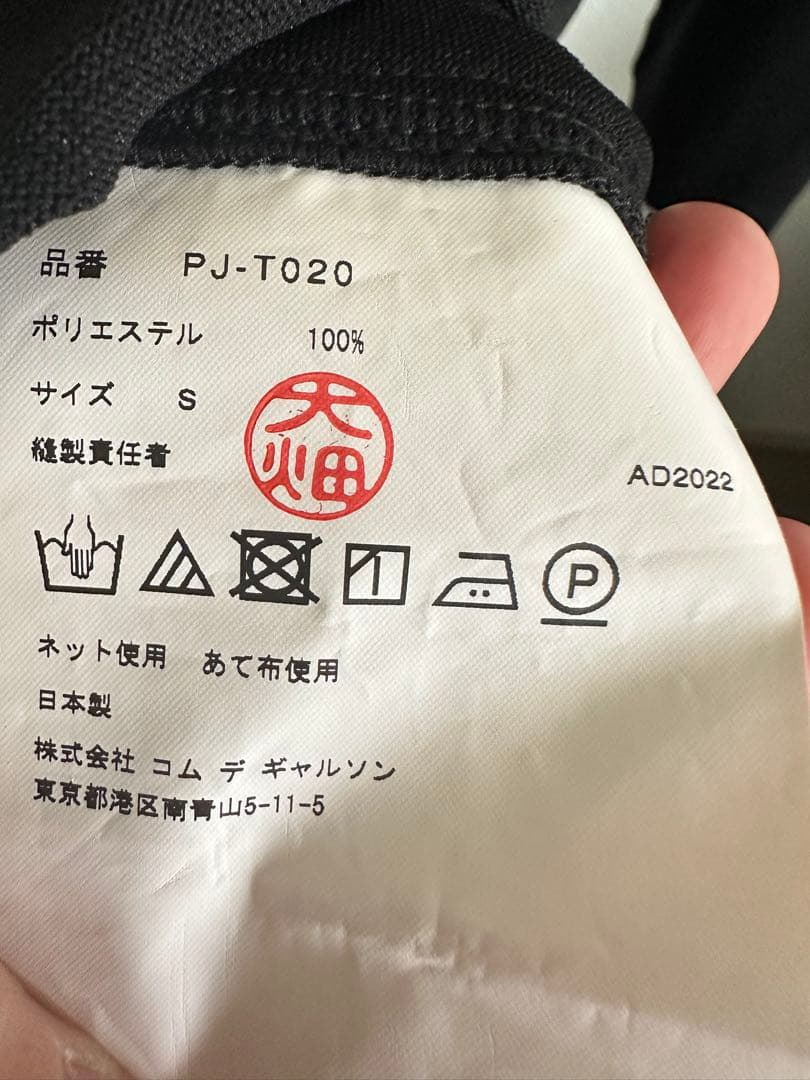 品番 PJ-T020
ポリエステル 100%
サイズ S
縫製責任者 大畑
AD2022
P
ネット使用 あて布使用
日本製
株式会社 コム デ ギャルソン
東京都港区南青山5-11-5